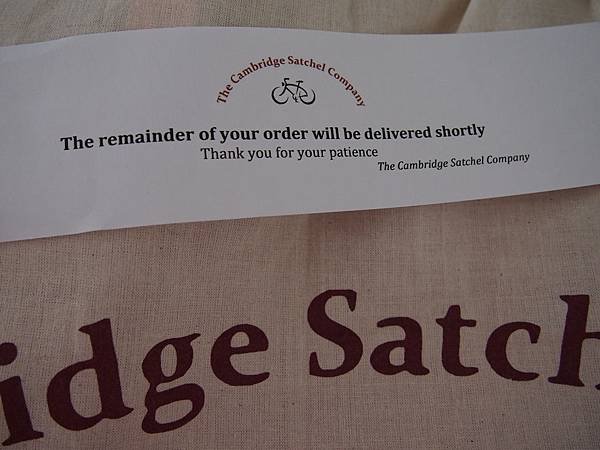 The Cambridge Satchel Company
The remainder of your order will be delivered shortly
Thank you for your patience
The Cambridge Satchel Company
idge Satch